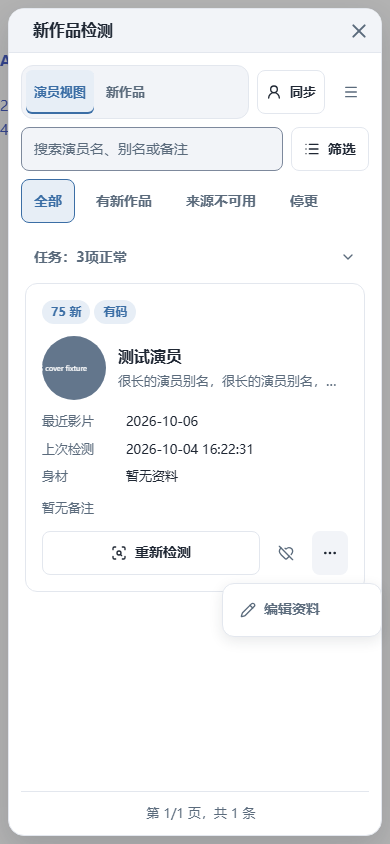 新作品检测
A
演员视图 新作品 同步
2
搜索演员名、别名或备注 筛选
4
全部 有新作品 来源不可用 停更
任务：3项正常
75 新 有码
cover fixture
测试演员
很长的演员别名，很长的演员别名，...
最近影片 2026-10-06
上次检测 2026-10-04 16:22:31
身材 暂无资料
暂无备注
重新检测
编辑资料
第 1/1 页，共 1 条